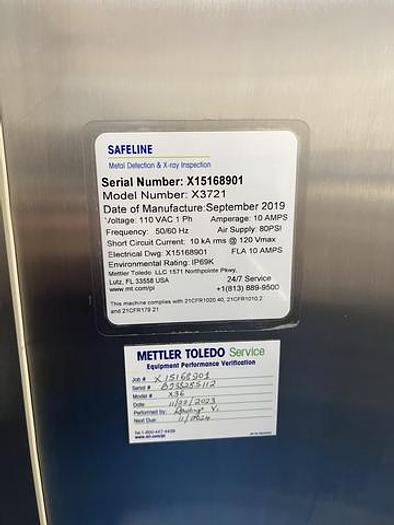 SAFELINE
Metal Detection & X-ray Inspection
Serial Number: X15168901
Model Number: X3721
Date of Manufacture:September 2019
Voltage: 110 VAC 1 Ph Amperage: 10 AMPS
Frequency: 50/60 Hz Air Supply: 80PSI
Short Circuit Current: 10 kA rms @ 120 Vmax
Electrical Dwg: X15168901 FLA 10 AMPS
Environmental Rating: IP69K
Mettler Toledo LLC 1571 Northpointe Pkwy,
Lutz, FL 33558 USA 24/7 Service
www.mt.com/pi +1(813) 889-9500
This machine complies with 21CFR1020.40, 21CFR1010.2
and 21CFR179.21
METTLER TOLEDO Service
Equipment Performance Verification
Job # X15168901
Serial # B935285112
Model # X36
Date 11/22/2023
Performed by V.
Next Due 11/2024
Tel.1-800-447-4439
www.mt.com/pi